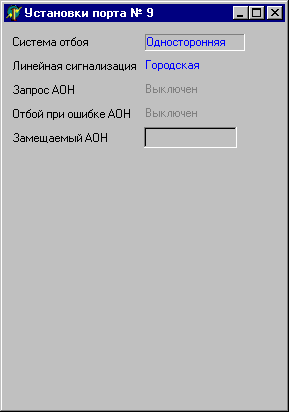 Установки порта № 9
Система отбоя Односторонняя
Линейная сигнализация Городская
Запрос АОН Выключен
Отбой при ошибке АОН Выключен
Замещаемый АОН